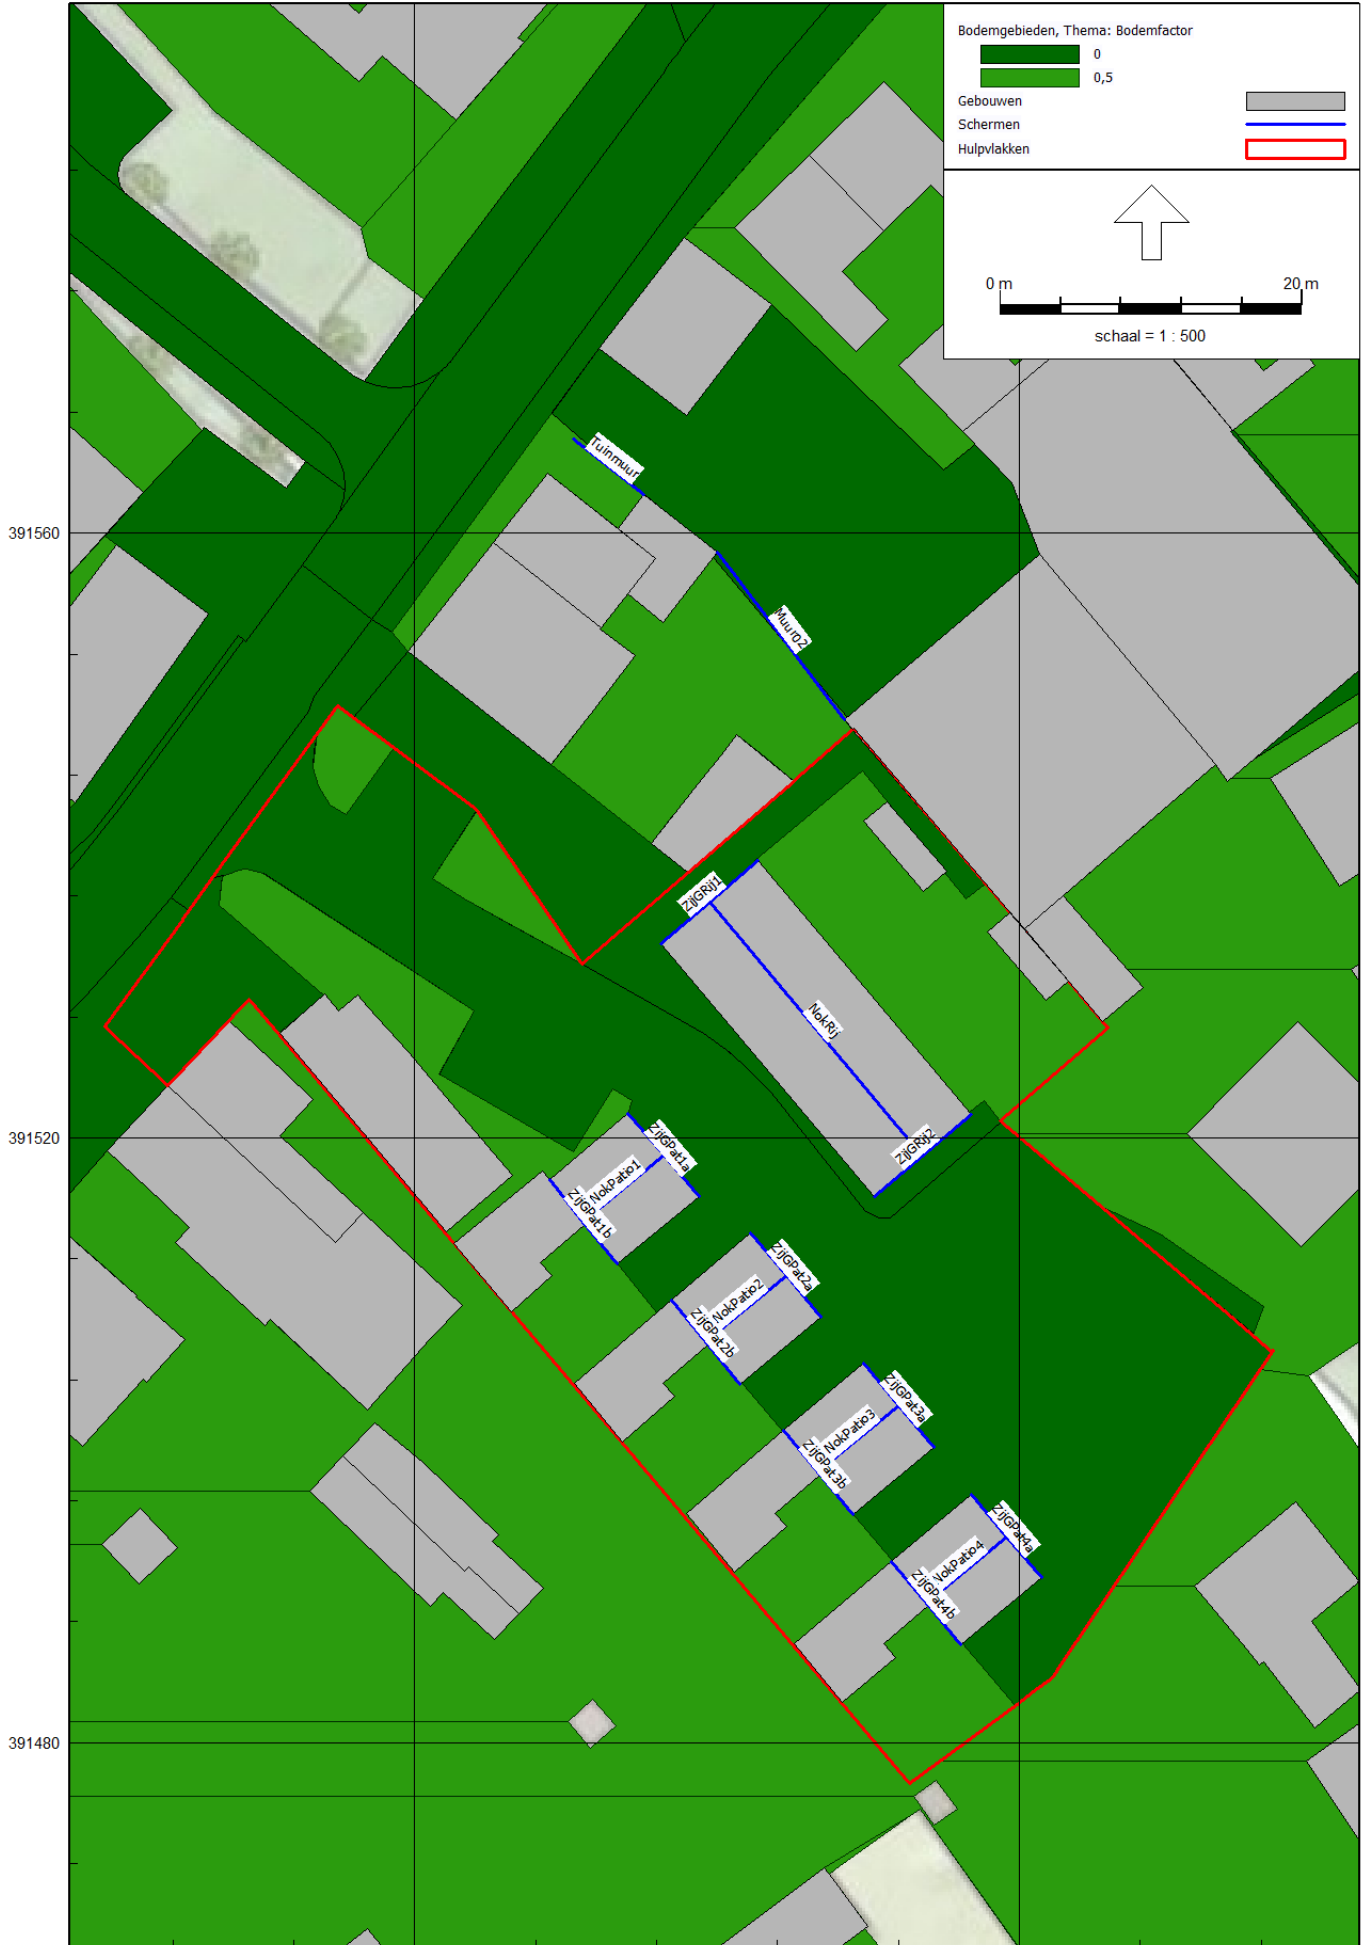 Bodemgebieden, Thema: Bodemfactor
0
0,5
Gebouwen
Schermen
Hulpvlakken
0 m 20 m
schaal = 1 : 500
Tuinmuur
391560
Muur02
ZijGRij1
NokRij
391520
ZijGRij2
ZijGPat1a
NokPatio1
ZijGPat1b
ZijGPat2a
NokPatio2
ZijGPat2b
ZijGPat3a
NokPatio3
ZijGPat3b
ZijGPat4a
NokPatio4
ZijGPat4b
391480